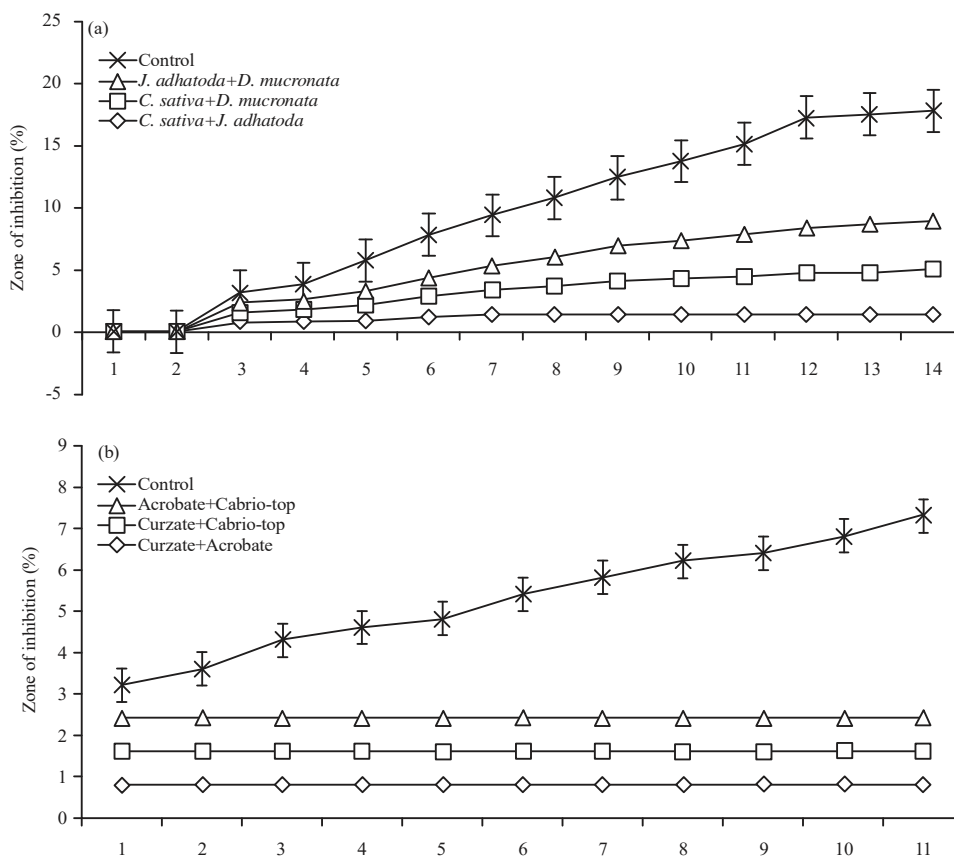 (a)
Control
J. adhatoda+D. mucronata
C. sativa+D. mucronata
C. sativa+J. adhatoda
Zone of inhibition (%)
25
20
15
10
5
0
-5
1 2 3 4 5 6 7 8 9 10 11 12 13 14
(b)
Control
Acrobate+Cabrio-top
Curzate+Cabrio-top
Curzate+Acrobate
Zone of inhibition (%)
9
8
7
6
5
4
3
2
1
0
1 2 3 4 5 6 7 8 9 10 11